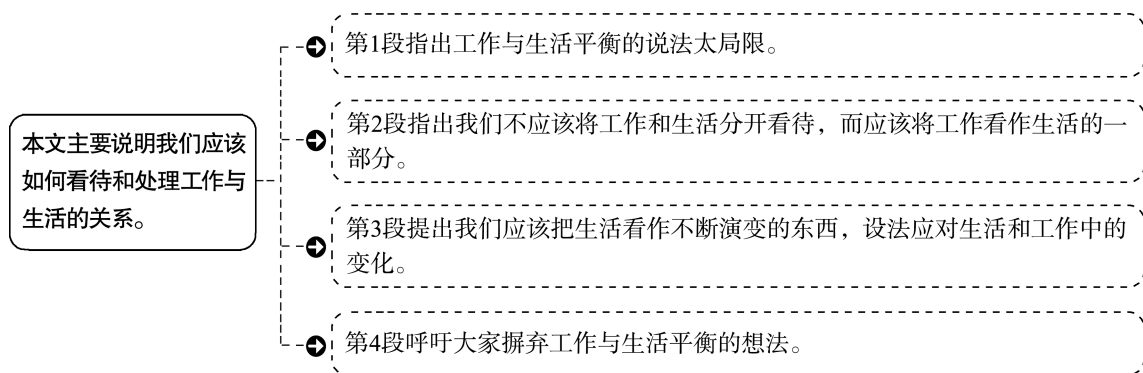 本文主要说明我们应该
如何看待和处理工作与
生活的关系。
第1段指出工作与生活平衡的说法太局限。
第2段指出我们不应该将工作和生活分开看待，而应该将工作看作生活的一
部分。
第3段提出我们应该把生活看作不断演变的东西，设法应对生活和工作中的
变化。
第4段呼吁大家摒弃工作与生活平衡的想法。